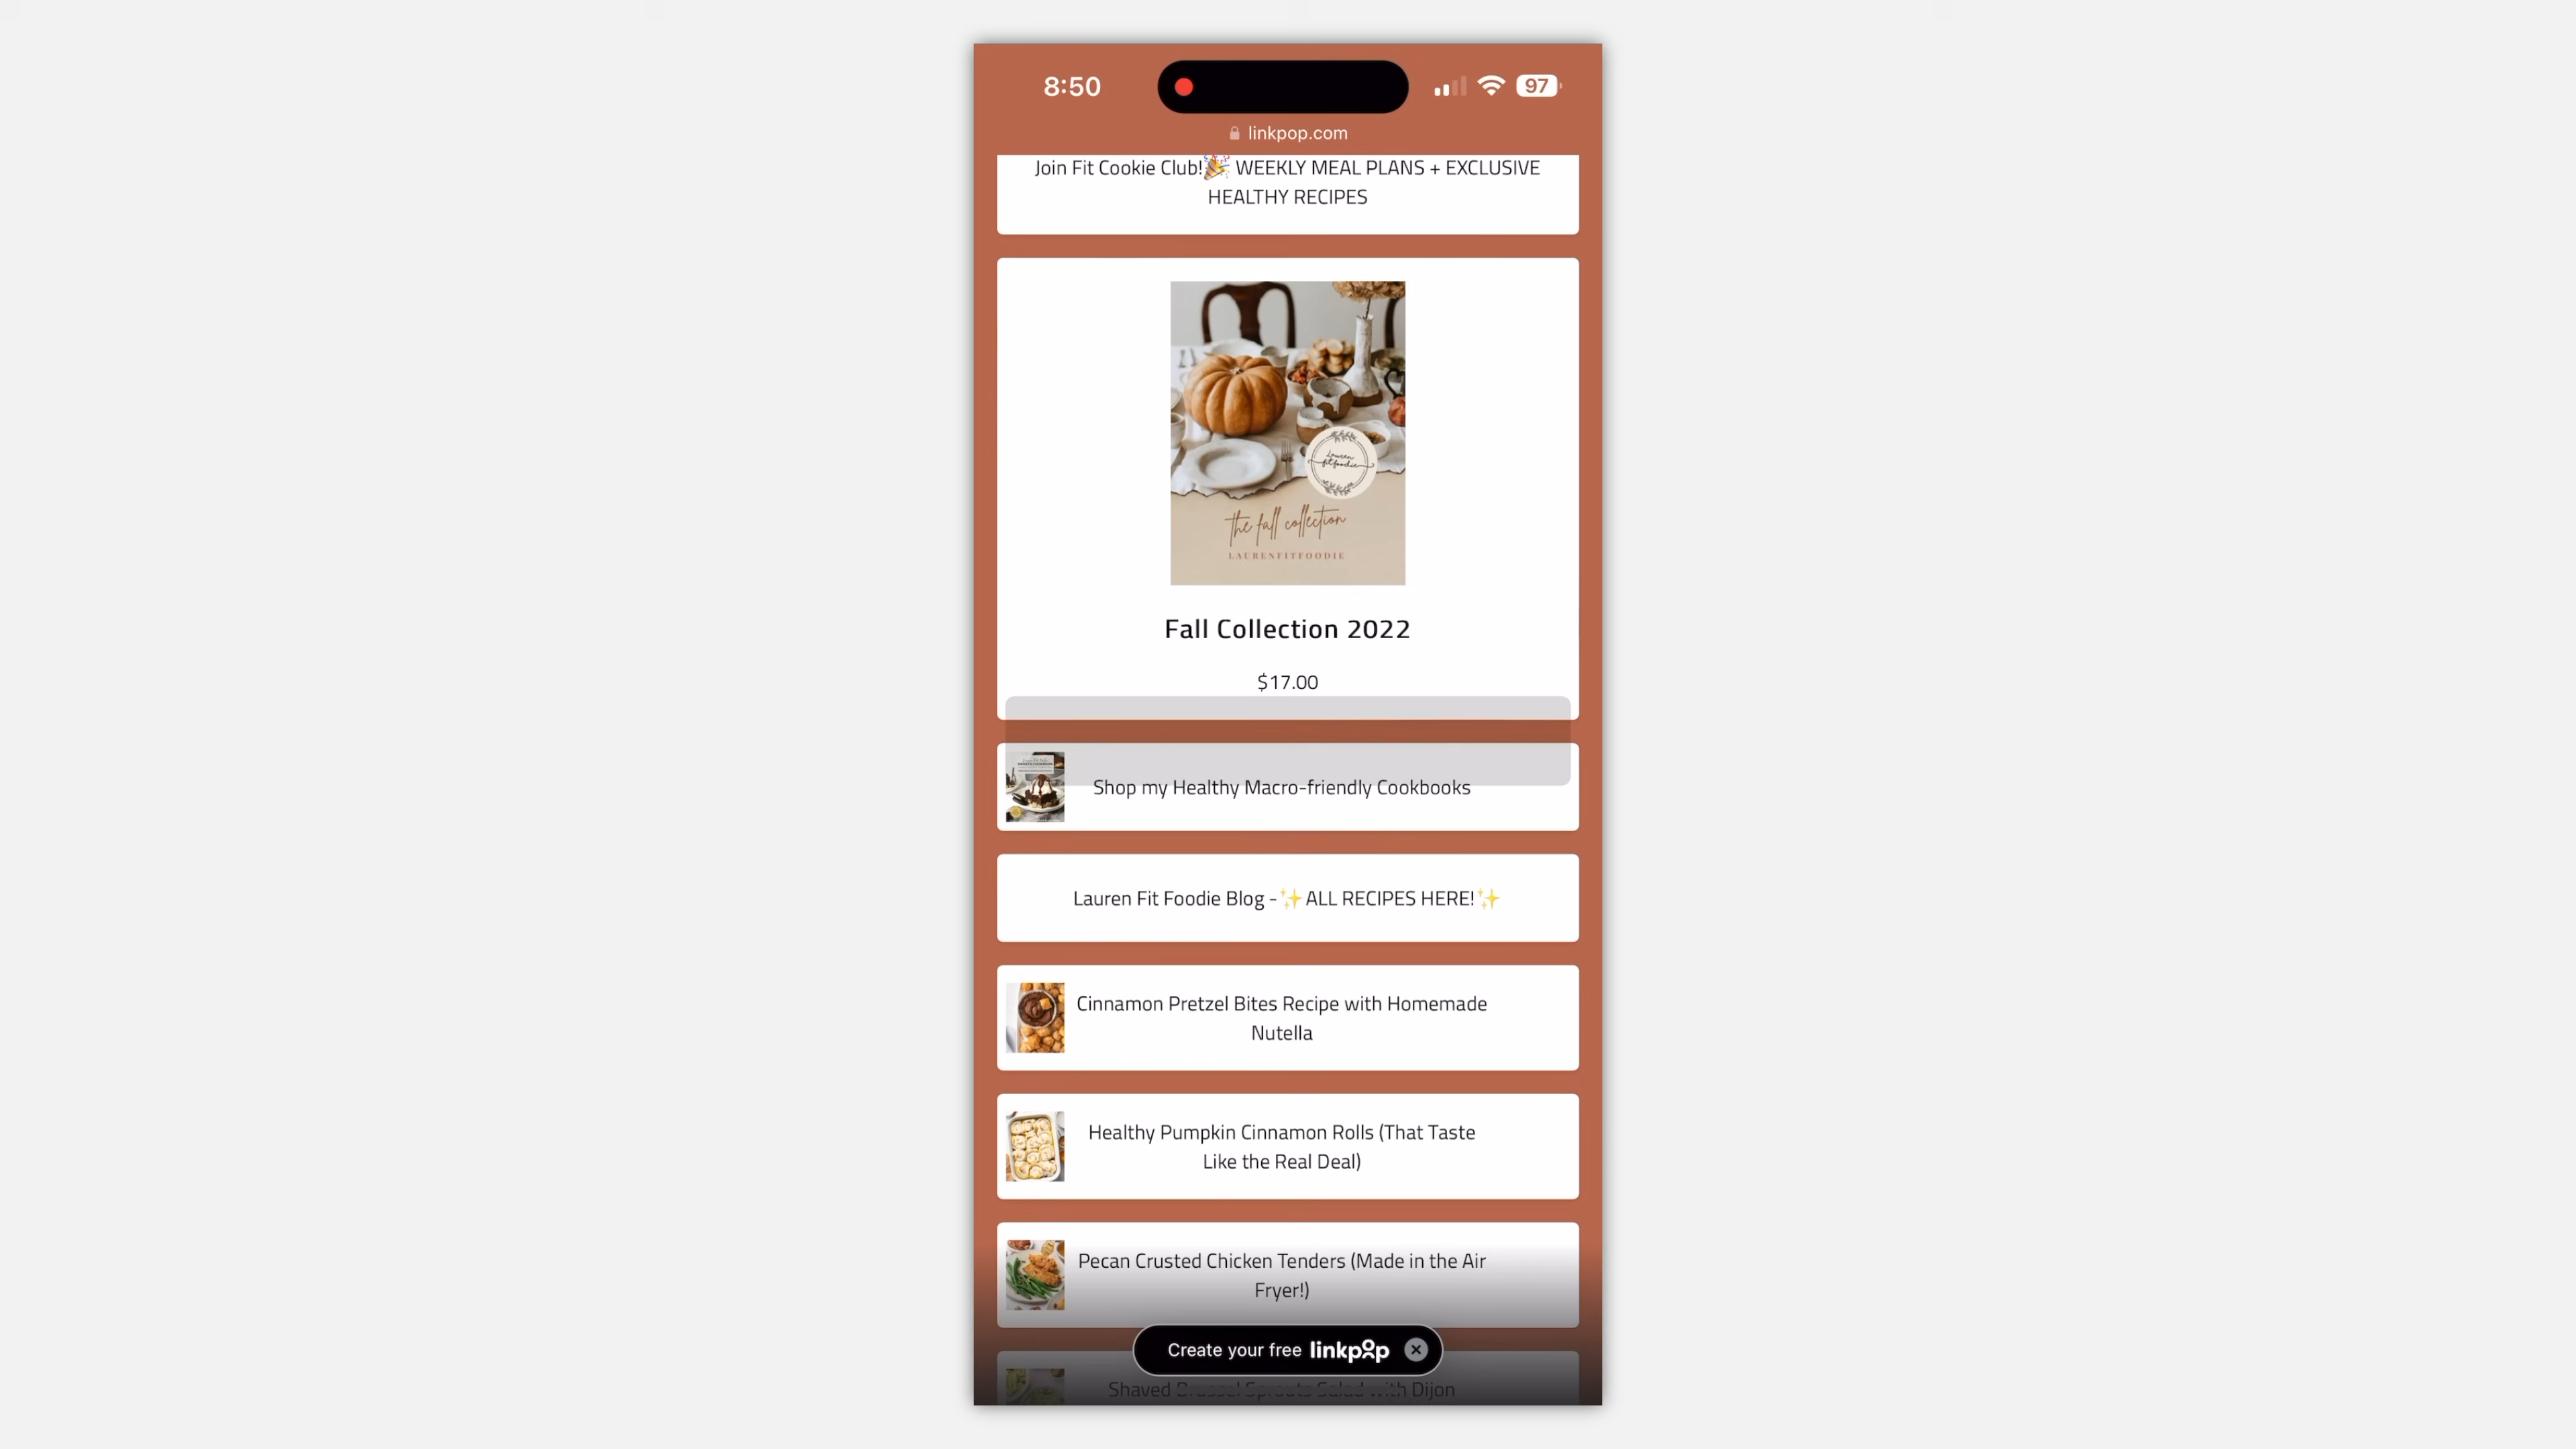 8:50
97
linkpop.com
Join Fit Cookie Club!🎉 WEEKLY MEAL PLANS + EXCLUSIVE
HEALTHY RECIPES
Lauren
fitfoodie
the fall collection
LAURENFITFOODIE
Fall Collection 2022
$17.00
Shop my Healthy Macro-friendly Cookbooks
Lauren Fit Foodie Blog -✨ALL RECIPES HERE!✨
Cinnamon Pretzel Bites Recipe with Homemade
Nutella
Healthy Pumpkin Cinnamon Rolls (That Taste
Like the Real Deal)
Pecan Crusted Chicken Tenders (Made in the Air
Fryer!)
Create your free linkpop
Shaved Brussel Sprouts Salad with Dijon